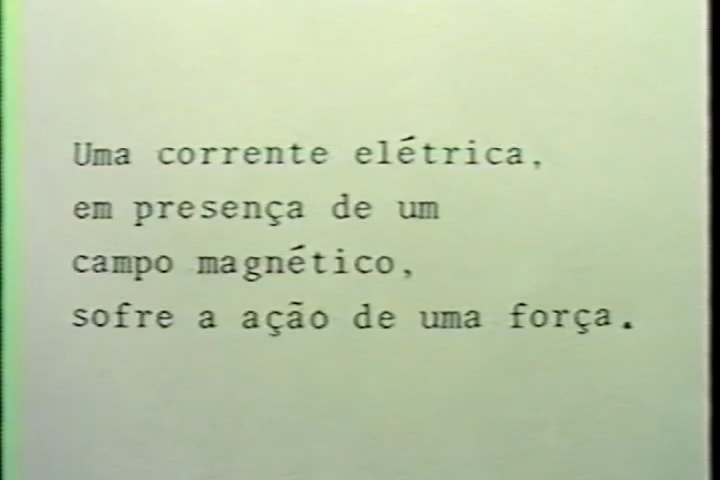 Uma corrente elétrica,
em presença de um
campo magnético,
sofre a ação de uma força.